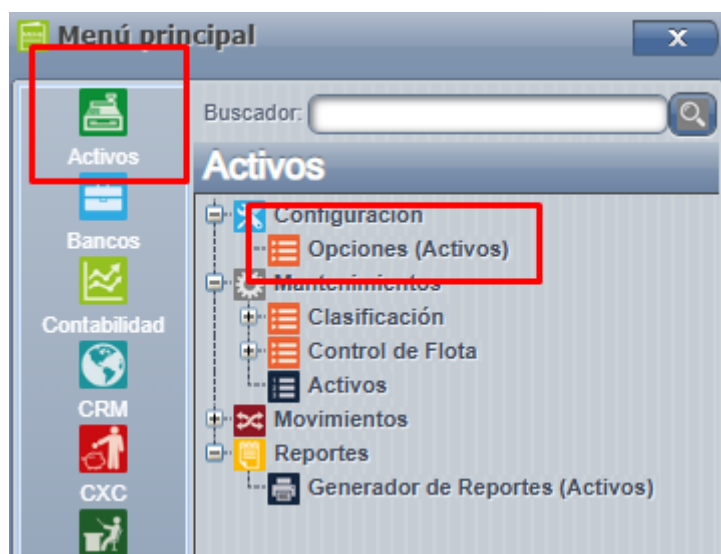 Menú principal
x
Buscador:
Activos
Activos
Configuración
Opciones (Activos)
Bancos
Mantenimientos
Clasificación
Contabilidad
Control de Flota
Activos
CRM
Movimientos
Reportes
CXC
Generador de Reportes (Activos)